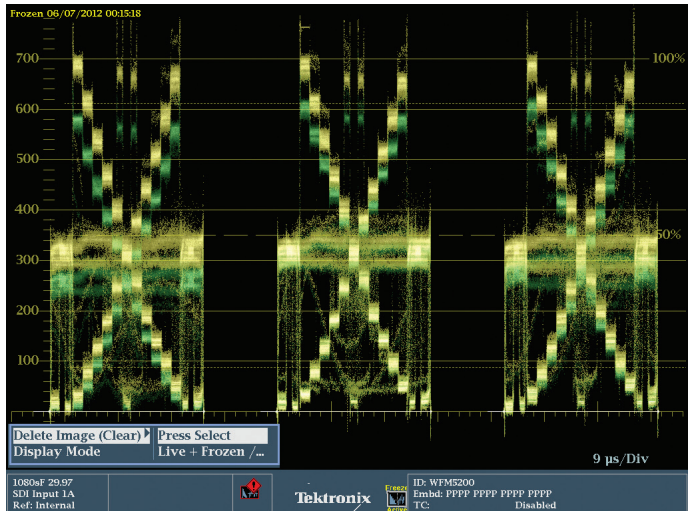 Frozen 06/07/2012 00:15:18
700
100%
600
500
400
50%
300
200
100
Delete Image (Clear) Press Select
Display Mode Live + Frozen /...
9 µs/Div
1080sF 29.97
SDI Input 1A
Ref: Internal
Tektronix
Freeze
Active
ID: WFM5200
Embd: PPPP PPPP PPPP PPPP
TC: Disabled